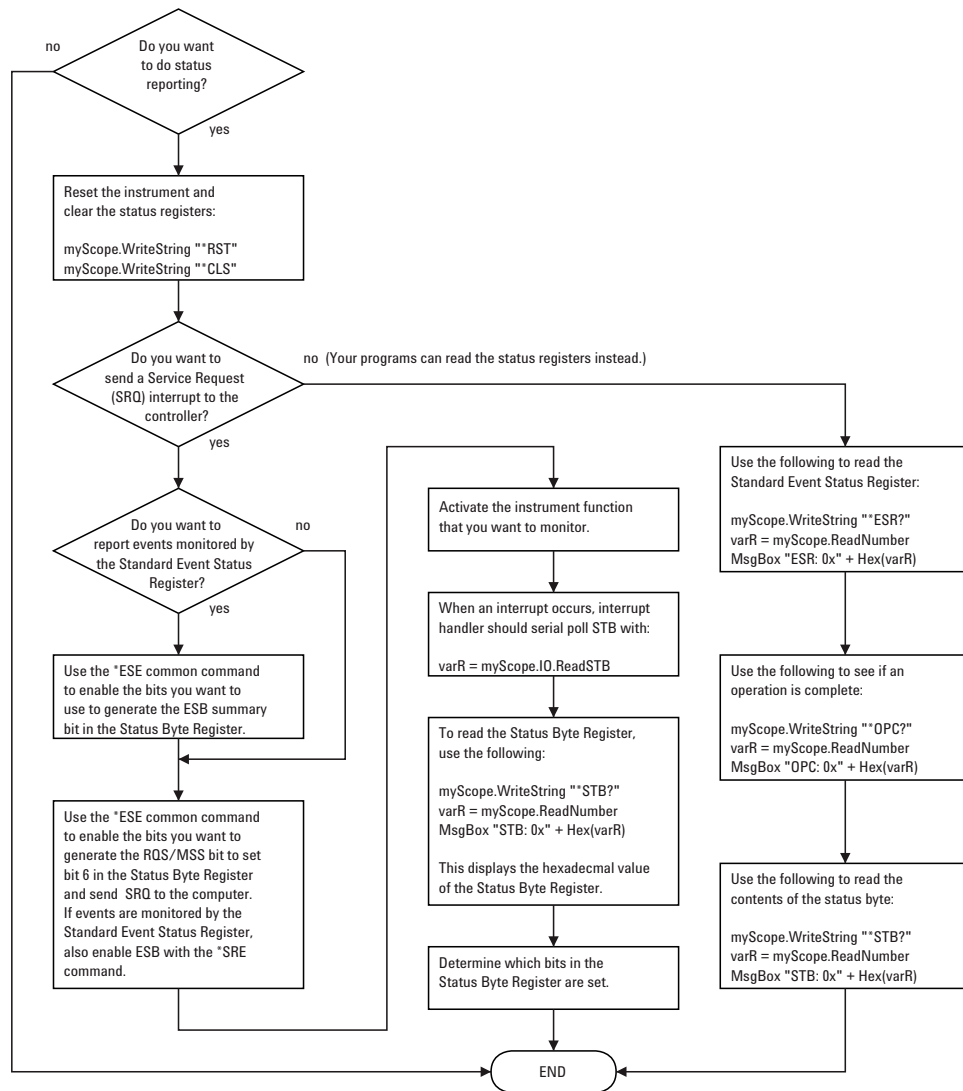 no
Do you want
to do status
reporting?
yes
Reset the instrument and
clear the status registers:
myScope.WriteString "*RST"
myScope.WriteString "*CLS"
Do you want to
send a Service Request
(SRQ) interrupt to the
controller?
no (Your programs can read the status registers instead.)
yes
Do you want to
report events monitored by
the Standard Event Status
Register?
no
yes
Use the *ESE common command
to enable the bits you want to
use to generate the ESB summary
bit in the Status Byte Register.
Use the *ESE common command
to enable the bits you want to
generate the RQS/MSS bit to set
bit 6 in the Status Byte Register
and send SRQ to the computer.
If events are monitored by the
Standard Event Status Register,
also enable ESB with the *SRE
command.
Activate the instrument function
that you want to monitor.
When an interrupt occurs, interrupt
handler should serial poll STB with:
varR = myScope.IO.ReadSTB
To read the Status Byte Register,
use the following:
myScope.WriteString "*STB?"
varR = myScope.ReadNumber
MsgBox "STB: 0x" + Hex(varR)
This displays the hexadecmal value
of the Status Byte Register.
Determine which bits in the
Status Byte Register are set.
Use the following to read the
Standard Event Status Register:
myScope.WriteString "*ESR?"
varR = myScope.ReadNumber
MsgBox "ESR: 0x" + Hex(varR)
Use the following to see if an
operation is complete:
myScope.WriteString "*OPC?"
varR = myScope.ReadNumber
MsgBox "OPC: 0x" + Hex(varR)
Use the following to read the
contents of the status byte:
myScope.WriteString "*STB?"
varR = myScope.ReadNumber
MsgBox "STB: 0x" + Hex(varR)
END